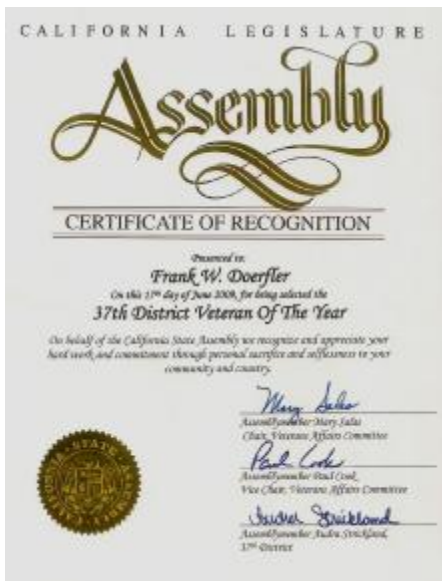 CALIFORNIA LEGISLATURE
Assembly
CERTIFICATE OF RECOGNITION
Presented to:
Frank W. Doerfler
On this 17th day of June 2009, for being selected the
37th District Veteran Of The Year
On behalf of the California State Assembly we recognize and appreciate your
hard work and commitment through personal sacrifice and selflessness to your
community and country.
Mary Salas
Assemblymember Mary Salas
Chair, Veterans Affairs Committee
Paul Cook
Assemblymember Paul Cook
Vice Chair, Veterans Affairs Committee
Audra Strickland
Assemblymember Audra Strickland,
37th District
STATE
CALIFORNIA